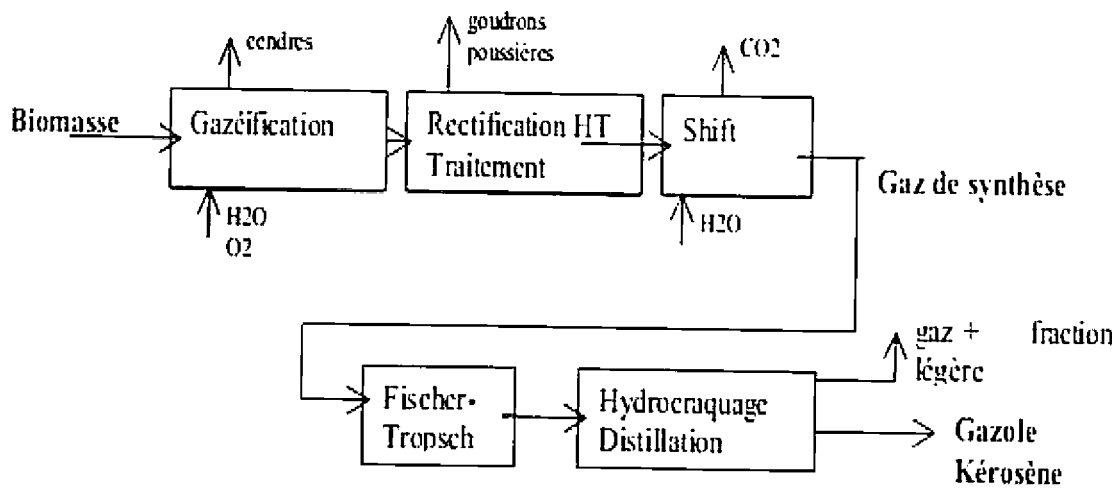 cendres
goudrons
poussières
CO2
Biomasse
Gazéification
Rectification HT
Traitement
Shift
Gaz de synthèse
H2O
O2
H2O
Fischer-
Tropsch
Hydrocraquage
Distillation
gaz + fraction
légère
Gazole
Kérosène